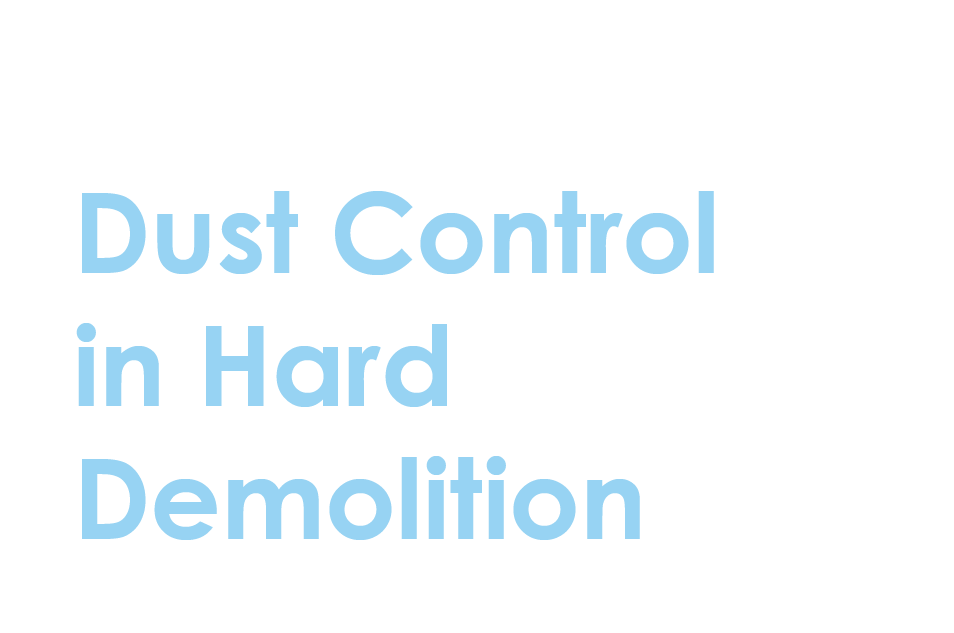 Dust Control
in Hard
Demolition